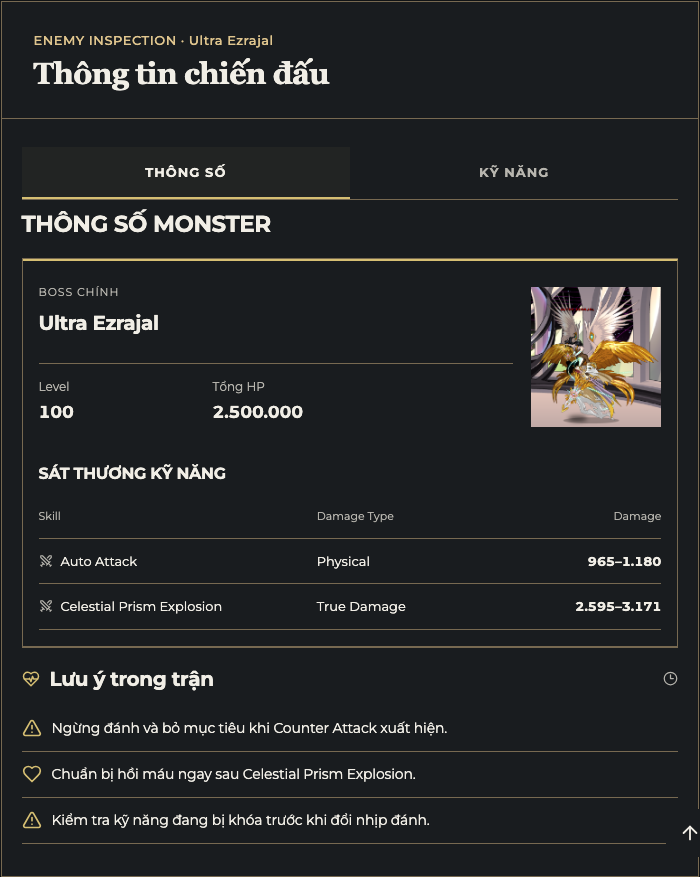 ENEMY INSPECTION · Ultra Ezrajal
Thông tin chiến đấu
THÔNG SỐ
KỸ NĂNG
THÔNG SỐ MONSTER
BOSS CHÍNH
Ultra Ezrajal
Level
Tổng HP
100
2.500.000
SÁT THƯƠNG KỸ NĂNG
Skill Damage Type Damage
Auto Attack Physical 965–1.180
Celestial Prism Explosion True Damage 2.595–3.171
Lưu ý trong trận
Ngừng đánh và bỏ mục tiêu khi Counter Attack xuất hiện.
Chuẩn bị hồi máu ngay sau Celestial Prism Explosion.
Kiểm tra kỹ năng đang bị khóa trước khi đổi nhịp đánh.